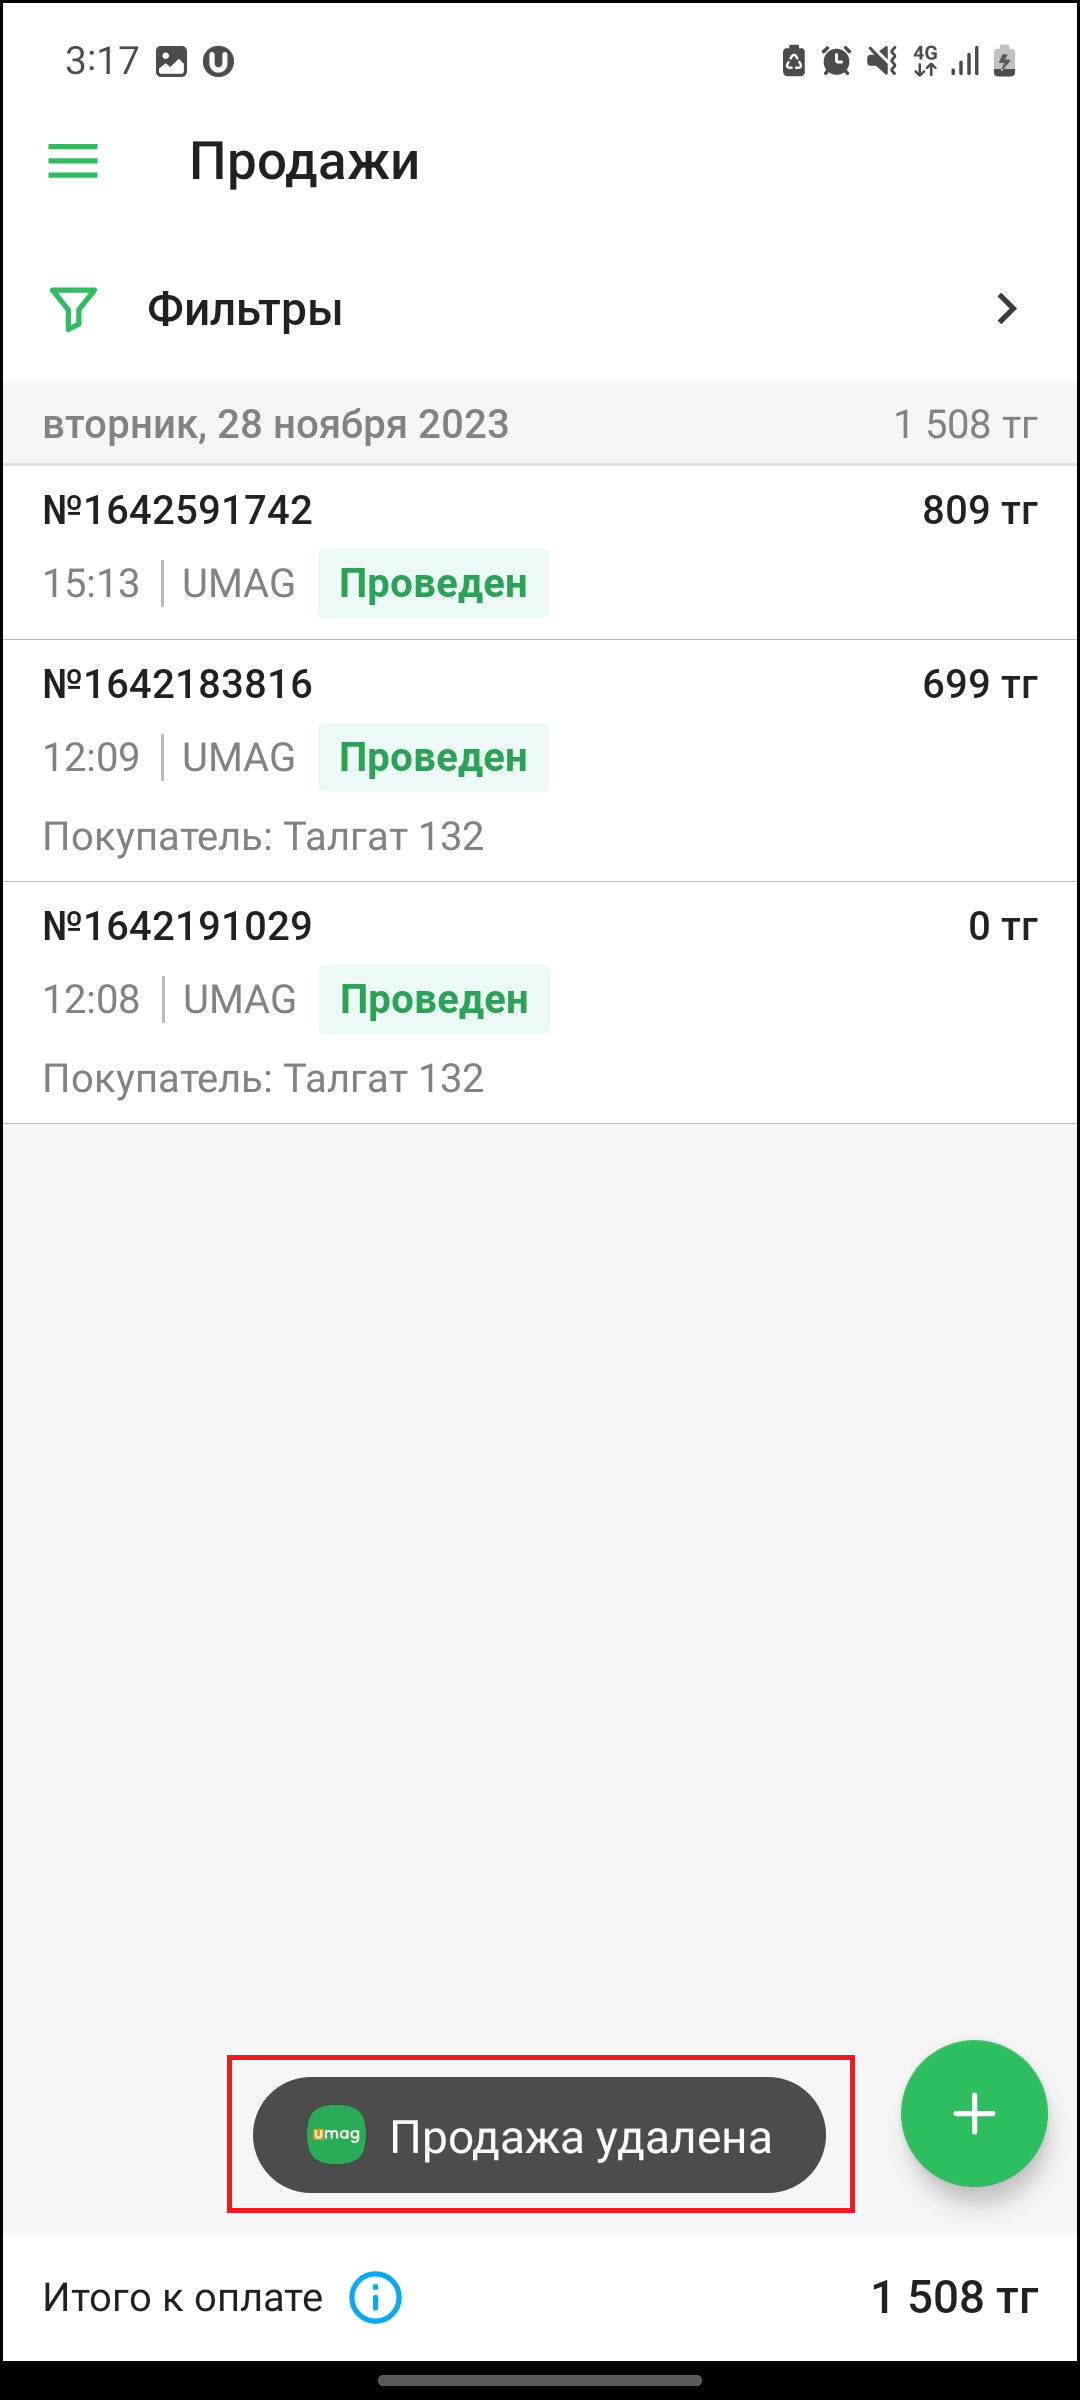 3:17
4G
Продажи
Фильтры
вторник, 28 ноября 2023 1 508 тг
№1642591742 809 тг
15:13 UMAG Проведен
№1642183816 699 тг
12:09 UMAG Проведен
Покупатель: Талгат 132
№1642191029 0 тг
12:08 UMAG Проведен
Покупатель: Талгат 132
umag Продажа удалена
Итого к оплате 1 508 тг